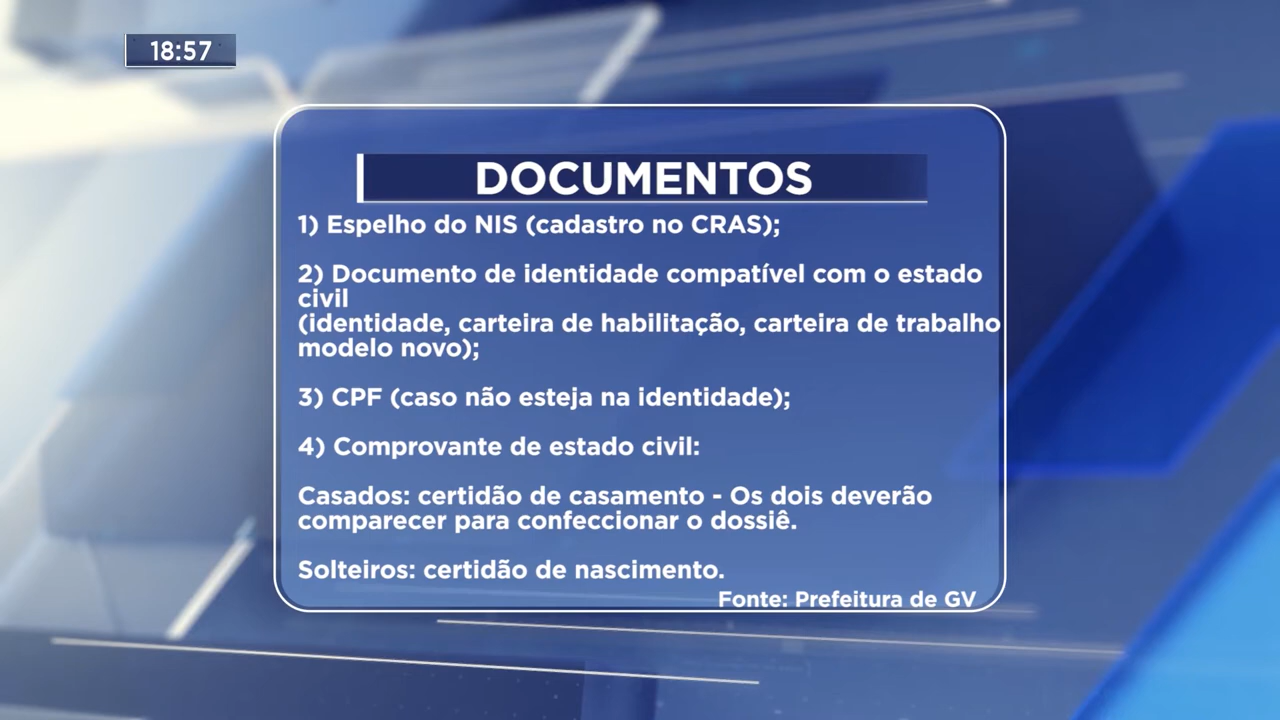 18:57
DOCUMENTOS
1) Espelho do NIS (cadastro no CRAS);
2) Documento de identidade compatível com o estado
civil
(identidade, carteira de habilitação, carteira de trabalho
modelo novo);
3) CPF (caso não esteja na identidade);
4) Comprovante de estado civil:
Casados: certidão de casamento - Os dois deverão
comparecer para confeccionar o dossiê.
Solteiros: certidão de nascimento.
Fonte: Prefeitura de GV